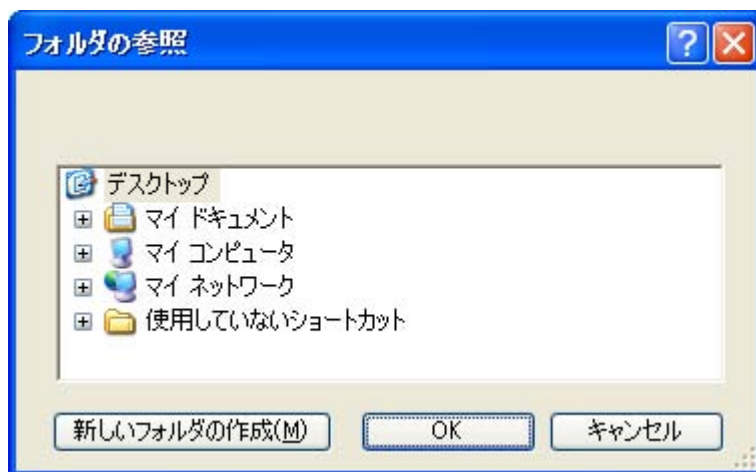 フォルダの参照
デスクトップ
マイ ドキュメント
マイ コンピュータ
マイ ネットワーク
使用していないショートカット
新しいフォルダの作成(M) OK キャンセル